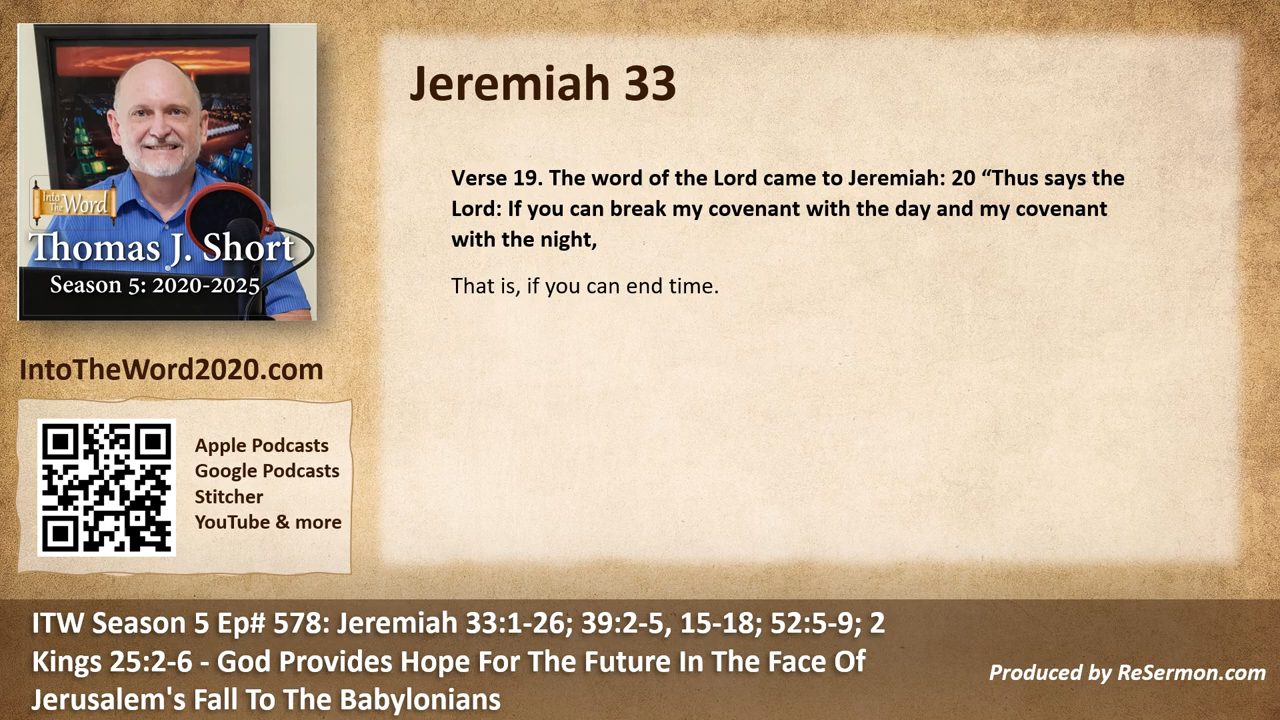 Into
The Word
Thomas J. Short
Season 5: 2020-2025
IntoTheWord2020.com
Apple Podcasts
Google Podcasts
Stitcher
YouTube & more
Jeremiah 33
Verse 19. The word of the Lord came to Jeremiah: 20 “Thus says the
Lord: If you can break my covenant with the day and my covenant
with the night,
That is, if you can end time.
ITW Season 5 Ep# 578: Jeremiah 33:1-26; 39:2-5, 15-18; 52:5-9; 2
Kings 25:2-6 - God Provides Hope For The Future In The Face Of
Jerusalem's Fall To The Babylonians
Produced by ReSermon.com